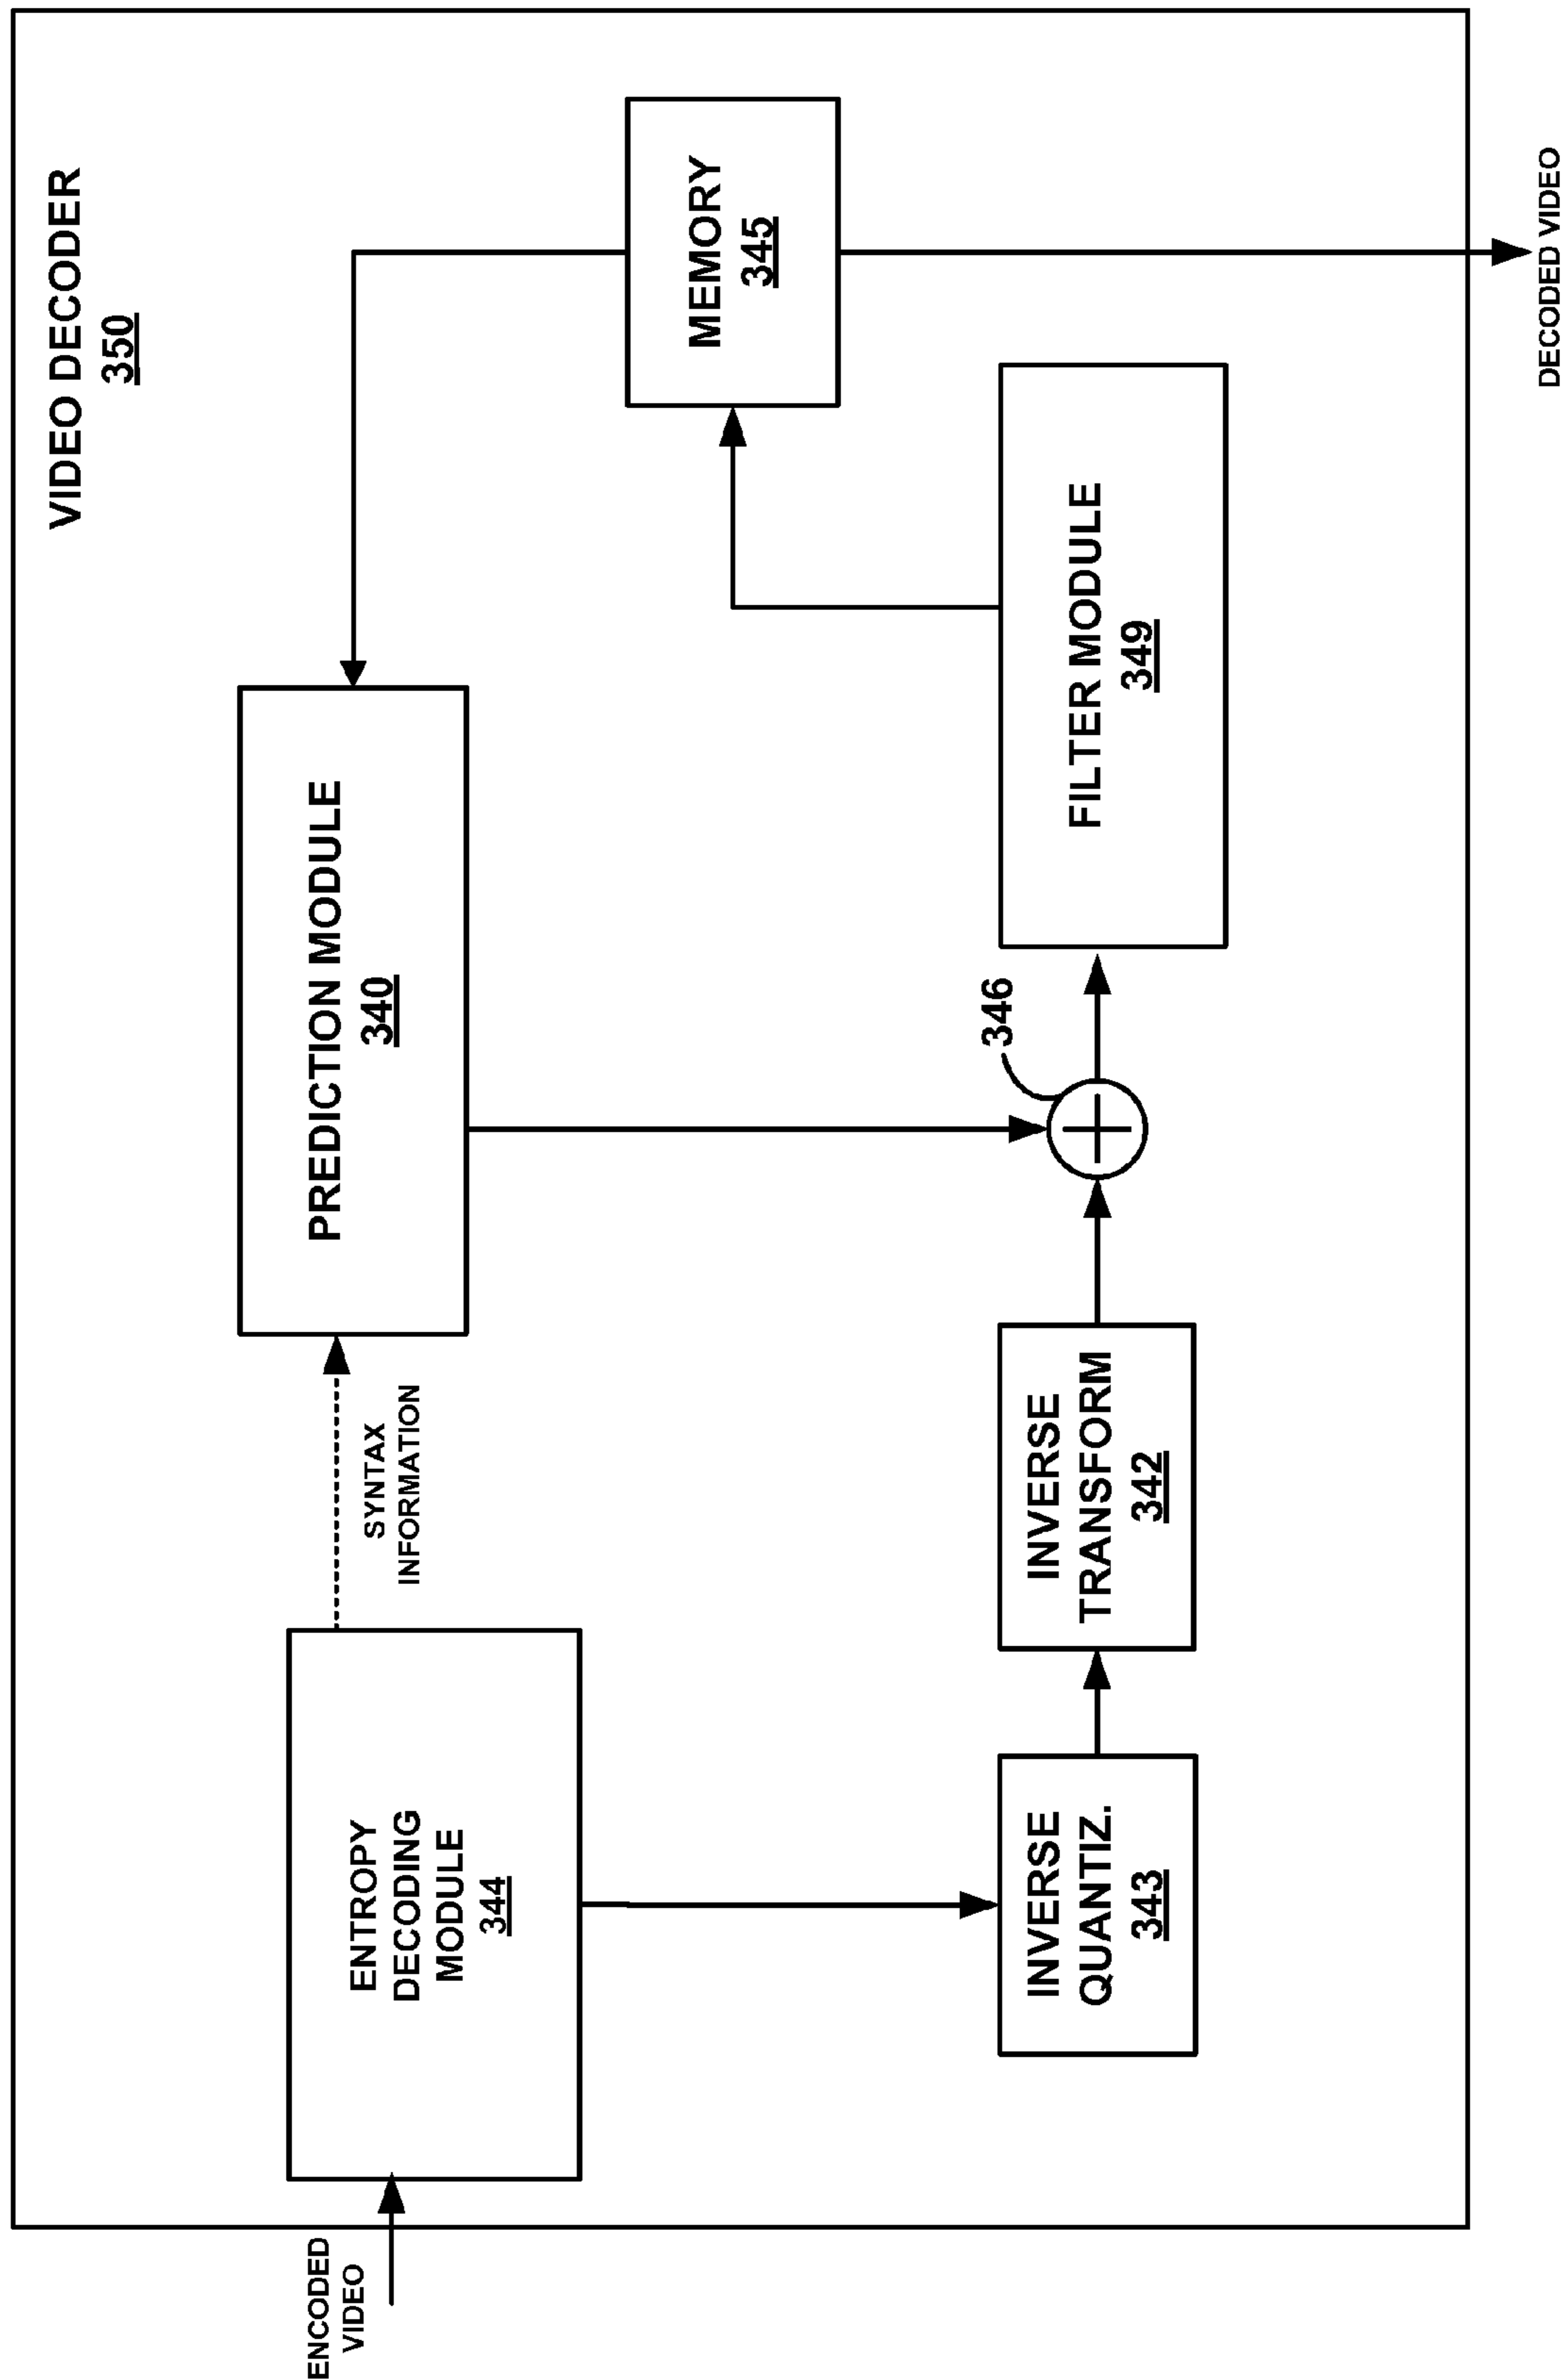 VIDEO DECODER
350
ENCODED
VIDEO
ENTROPY
DECODING
MODULE
344
SYNTAX
INFORMATION
PREDICTION MODULE
340
MEMORY
345
INVERSE
QUANTIZ.
343
INVERSE
TRANSFORM
342
346
FILTER MODULE
349
DECODED VIDEO